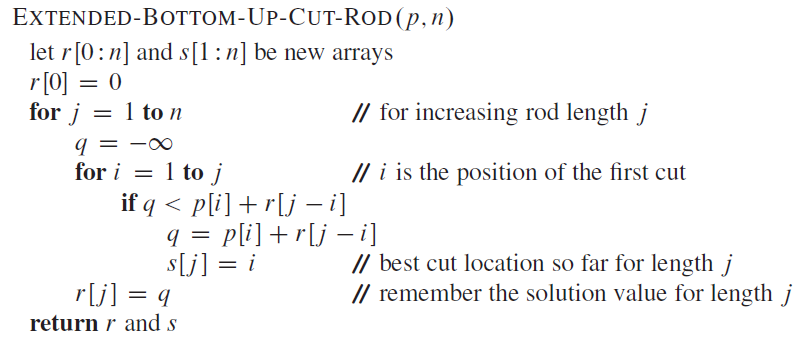 EXTENDED-BOTTOM-UP-CUT-ROD(p, n)
let r[0:n] and s[1:n] be new arrays
r[0] = 0
for j = 1 to n // for increasing rod length j
q = −∞
for i = 1 to j // i is the position of the first cut
if q < p[i] + r[j − i]
q = p[i] + r[j − i]
s[j] = i // best cut location so far for length j
r[j] = q // remember the solution value for length j
return r and s